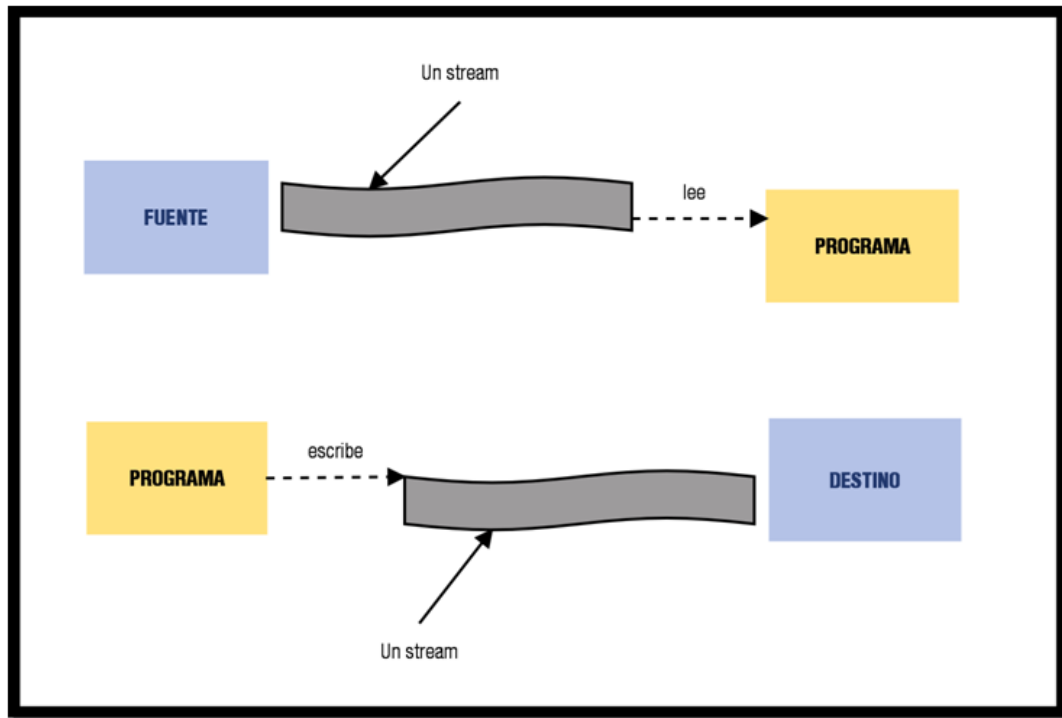 Un stream
FUENTE
lee
PROGRAMA
PROGRAMA
escribe
DESTINO
Un stream